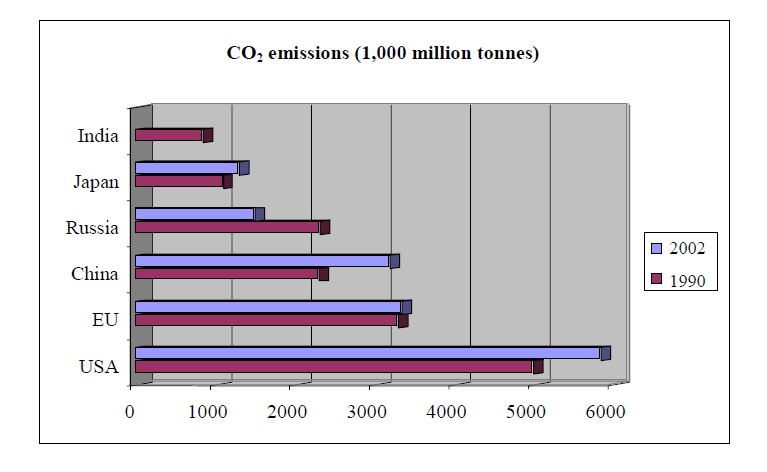 CO₂ emissions (1,000 million tonnes)
India
Japan
Russia
China
EU
USA
0 1000 2000 3000 4000 5000 6000
2002
1990